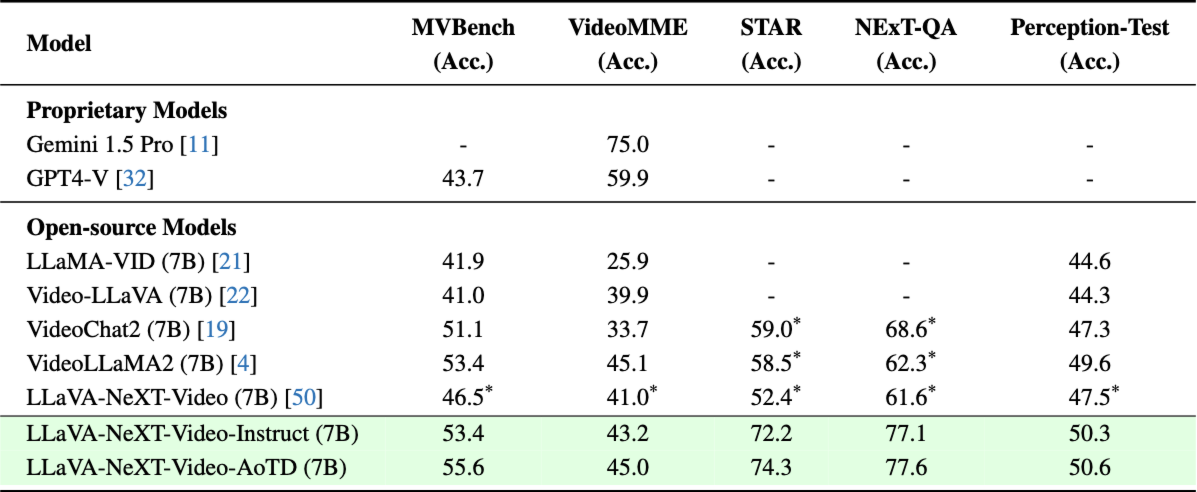 Model MVBench VideoMME STAR NExT-QA Perception-Test
(Acc.) (Acc.) (Acc.) (Acc.) (Acc.)
Proprietary Models
Gemini 1.5 Pro [11] - 75.0 - - -
GPT4-V [32] 43.7 59.9 - - -
Open-source Models
LLaMA-VID (7B) [21] 41.9 25.9 - - 44.6
Video-LLaVA (7B) [22] 41.0 39.9 - - 44.3
VideoChat2 (7B) [19] 51.1 33.7 59.0* 68.6* 47.3
VideoLLaMA2 (7B) [4] 53.4 45.1 58.5* 62.3* 49.6
LLaVA-NeXT-Video (7B) [50] 46.5* 41.0* 52.4* 61.6* 47.5*
LLaVA-NeXT-Video-Instruct (7B) 53.4 43.2 72.2 77.1 50.3
LLaVA-NeXT-Video-AoTD (7B) 55.6 45.0 74.3 77.6 50.6